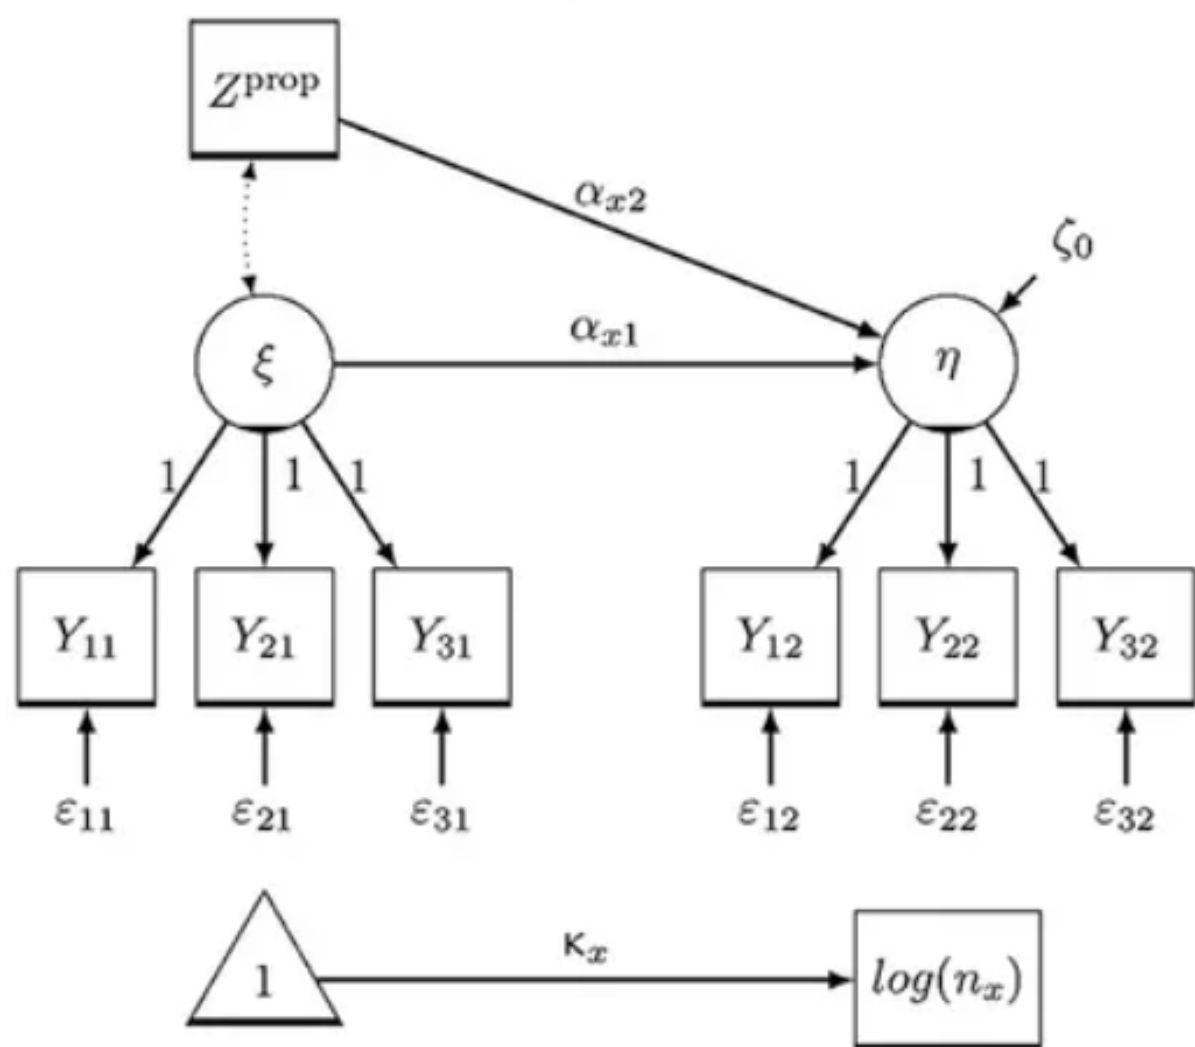 Z^prop
α_x2
ζ_0
α_x1
ξ η
1 1 1 1 1 1
Y_11 Y_21 Y_31 Y_12 Y_22 Y_32
ε_11 ε_21 ε_31 ε_12 ε_22 ε_32
κ_x
1 log(n_x)